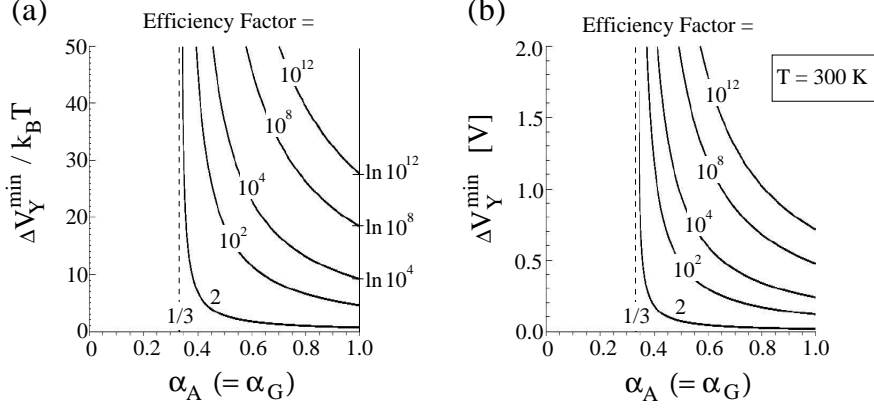 (a)
Efficiency Factor =
50
40
30
20
10
0
ΔV_Y^min / k_B T
10^12
10^8
10^4
10^2
2
ln 10^12
ln 10^8
ln 10^4
1/3
0 0.2 0.4 0.6 0.8 1.0
α_A (= α_G)
(b)
Efficiency Factor =
T = 300 K
2.0
1.5
1.0
0.5
0.0
ΔV_Y^min [V]
10^12
10^8
10^4
10^2
2
1/3
0 0.2 0.4 0.6 0.8 1.0
α_A (= α_G)